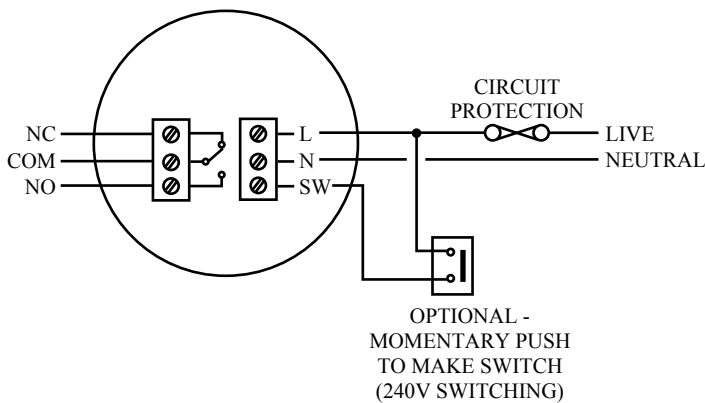 CIRCUIT
PROTECTION
NC
COM
NO
L
N
SW
LIVE
NEUTRAL
OPTIONAL -
MOMENTARY PUSH
TO MAKE SWITCH
(240V SWITCHING)